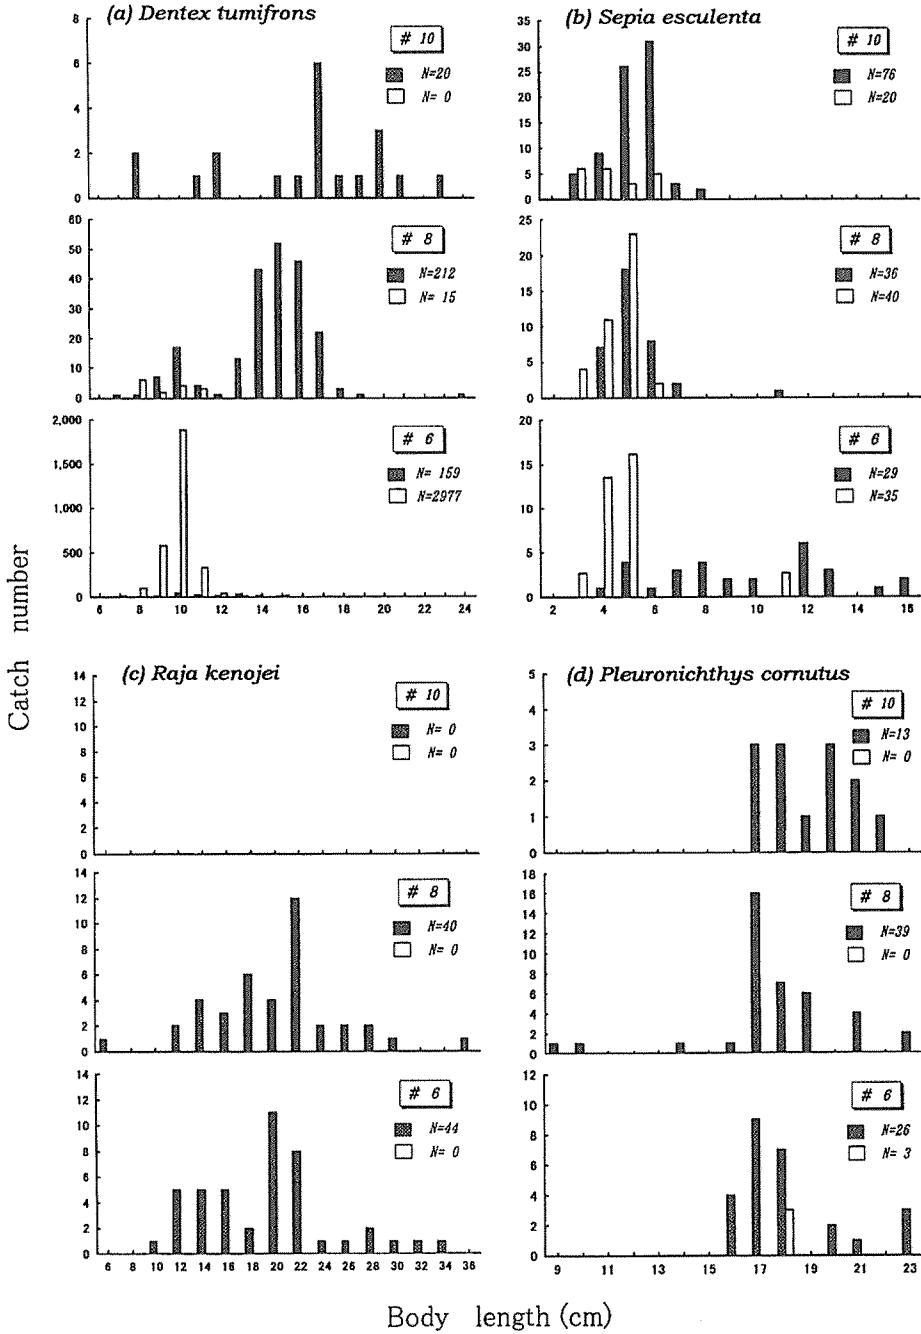 (a) Dentex tumifrons
# 10
N=20
N= 0
8
6
4
2
0
# 8
N=212
N= 15
60
50
40
30
20
10
0
# 6
N= 159
N=2977
2,000
1,500
1,000
500
0
6 8 10 12 14 16 18 20 22 24
(b) Sepia esculenta
# 10
N=76
N=20
35
30
25
20
15
10
5
0
# 8
N=36
N=40
25
20
15
10
5
0
# 6
N=29
N=35
20
15
10
5
0
2 4 6 8 10 12 14 16
Catch number
(c) Raja kenojei
# 10
N= 0
N= 0
14
12
10
8
6
4
2
0
# 8
N=40
N= 0
14
12
10
8
6
4
2
0
# 6
N=44
N= 0
14
12
10
8
6
4
2
0
6 8 10 12 14 16 18 20 22 24 26 28 30 32 34 36
(d) Pleuronichthys cornutus
# 10
N=13
N= 0
5
4
3
2
1
0
# 8
N=39
N= 0
18
16
14
12
10
8
6
4
2
0
# 6
N=26
N= 3
12
10
8
6
4
2
0
9 11 13 15 17 19 21 23
Body length (cm)